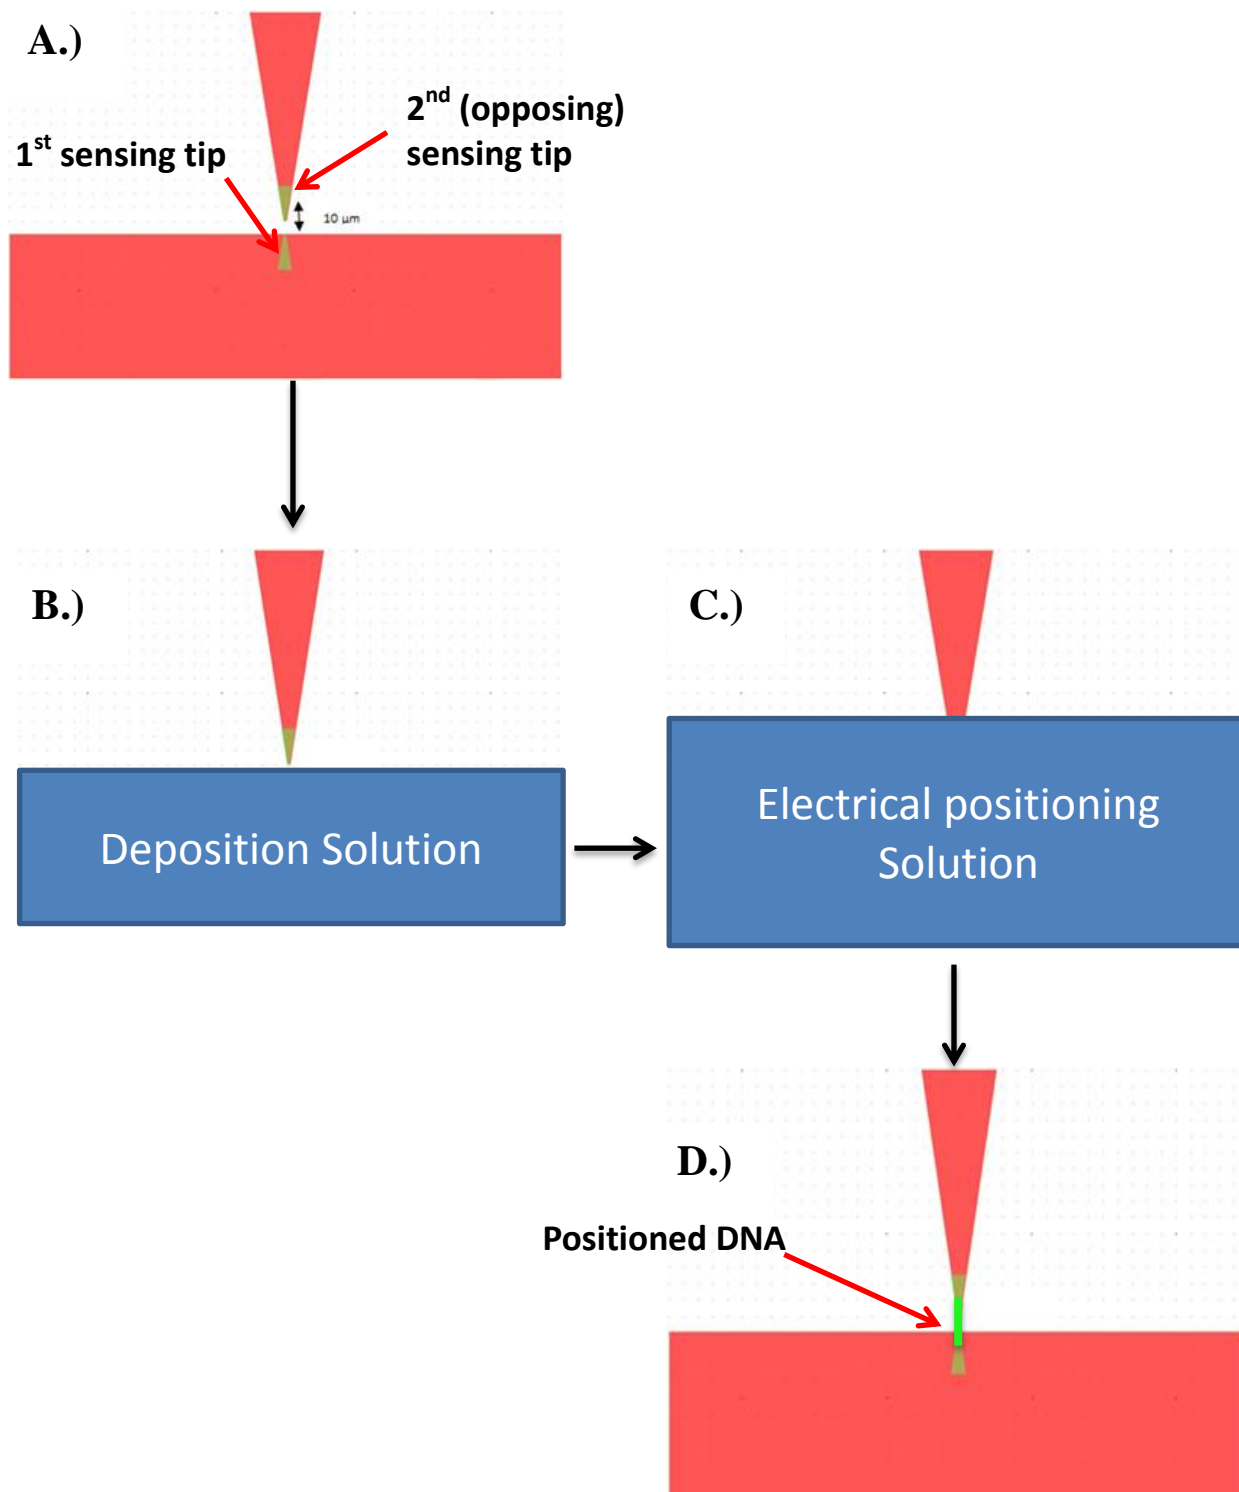 A.)
2nd (opposing)
sensing tip
1st sensing tip
10 µm
B.)
C.)
Deposition Solution
Electrical positioning
Solution
D.)
Positioned DNA